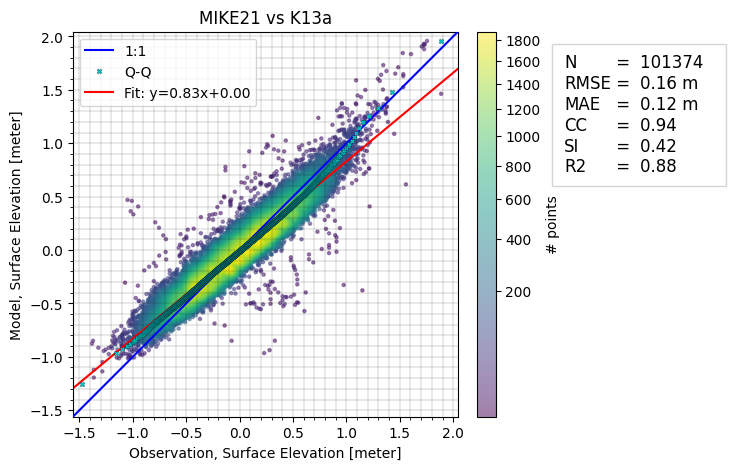 MIKE21 vs K13a
1:1
Q-Q
Fit: y=0.83x+0.00
Model, Surface Elevation [meter]
2.0
1.5
1.0
0.5
0.0
−0.5
−1.0
−1.5
−1.5 −1.0 −0.5 0.0 0.5 1.0 1.5 2.0
Observation, Surface Elevation [meter]
1800
1600
1400
1200
1000
800
600
400
200
# points
N = 101374
RMSE = 0.16 m
MAE = 0.12 m
CC = 0.94
SI = 0.42
R2 = 0.88